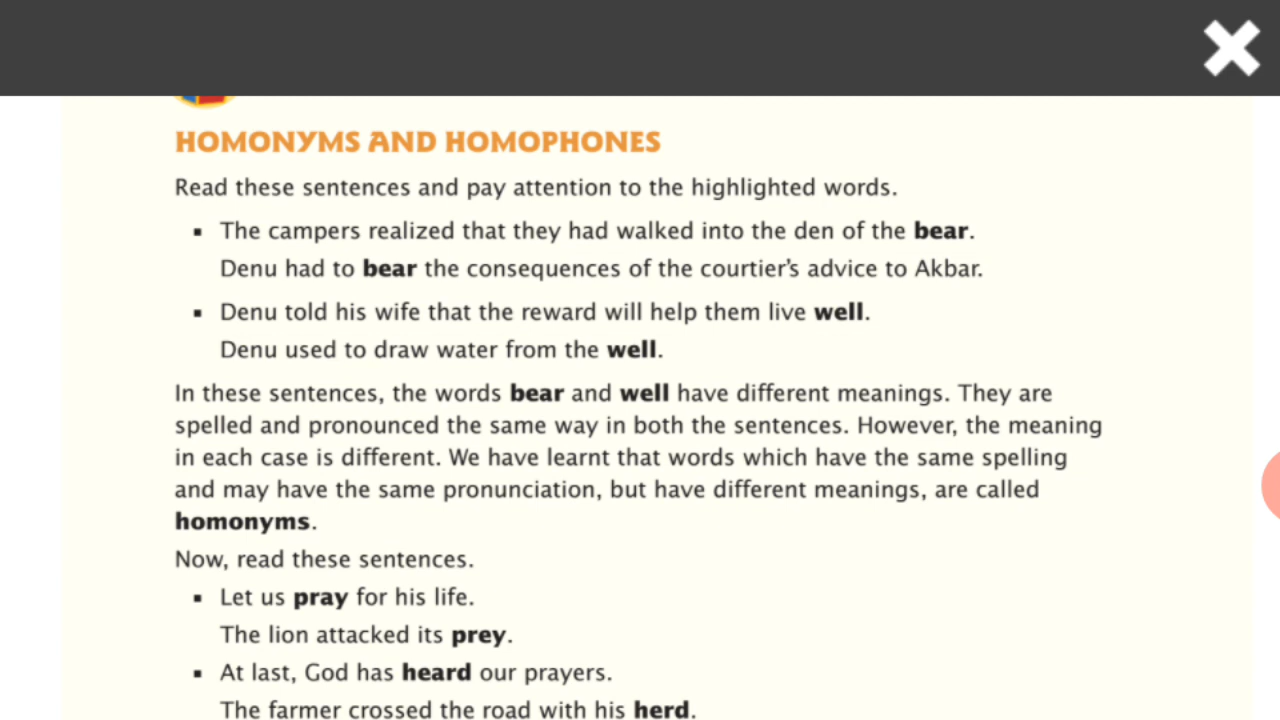 HOMONYMS AND HOMOPHONES
Read these sentences and pay attention to the highlighted words.
▪ The campers realized that they had walked into the den of the bear.
Denu had to bear the consequences of the courtier's advice to Akbar.
▪ Denu told his wife that the reward will help them live well.
Denu used to draw water from the well.
In these sentences, the words bear and well have different meanings. They are
spelled and pronounced the same way in both the sentences. However, the meaning
in each case is different. We have learnt that words which have the same spelling
and may have the same pronunciation, but have different meanings, are called
homonyms.
Now, read these sentences.
▪ Let us pray for his life.
The lion attacked its prey.
▪ At last, God has heard our prayers.
The farmer crossed the road with his herd.